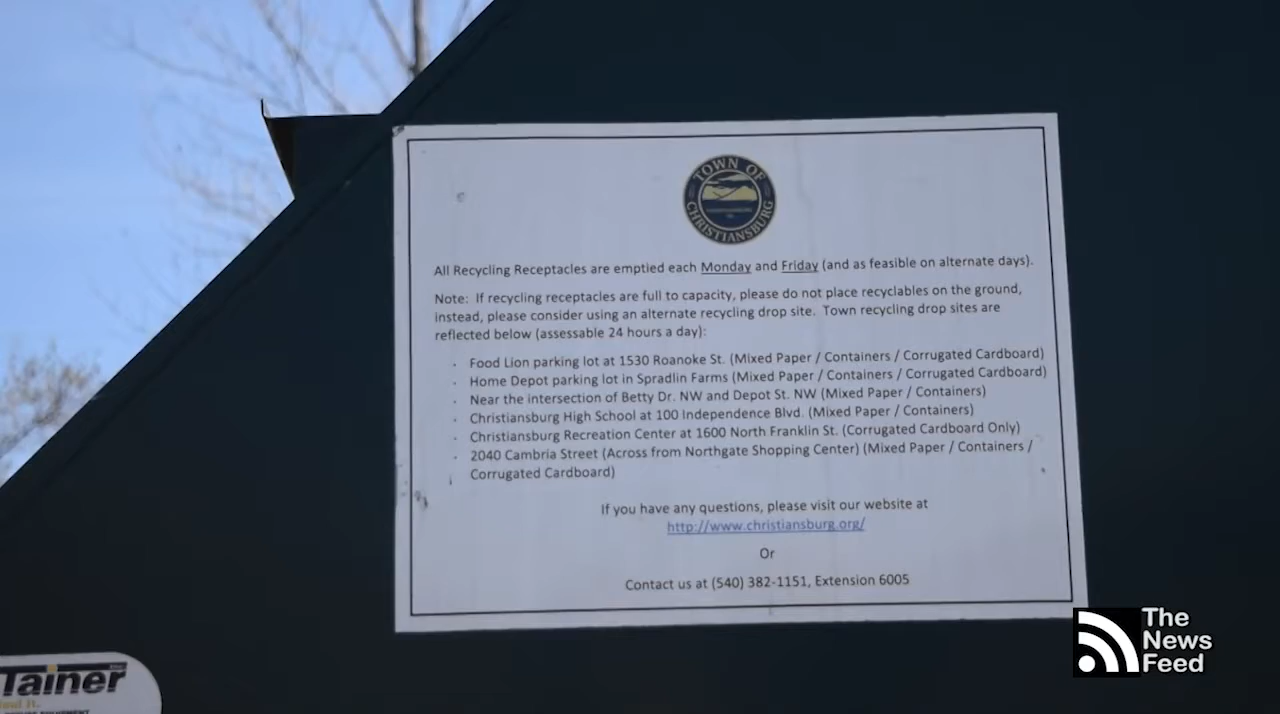 TOWN OF
CHRISTIANSBURG
All Recycling Receptacles are emptied each Monday and Friday (and as feasible on alternate days).
Note: If recycling receptacles are full to capacity, please do not place recyclables on the ground,
instead, please consider using an alternate recycling drop site. Town recycling drop sites are
reflected below (assessable 24 hours a day):
· Food Lion parking lot at 1530 Roanoke St. (Mixed Paper / Containers / Corrugated Cardboard)
· Home Depot parking lot in Spradlin Farms (Mixed Paper / Containers / Corrugated Cardboard)
· Near the intersection of Betty Dr. NW and Depot St. NW (Mixed Paper / Containers)
· Christiansburg High School at 100 Independence Blvd. (Mixed Paper / Containers)
· Christiansburg Recreation Center at 1600 North Franklin St. (Corrugated Cardboard Only)
· 2040 Cambria Street (Across from Northgate Shopping Center) (Mixed Paper / Containers /
Corrugated Cardboard)
If you have any questions, please visit our website at
http://www.christiansburg.org/
Or
Contact us at (540) 382-1151, Extension 6005
The
News
Feed
Tainer